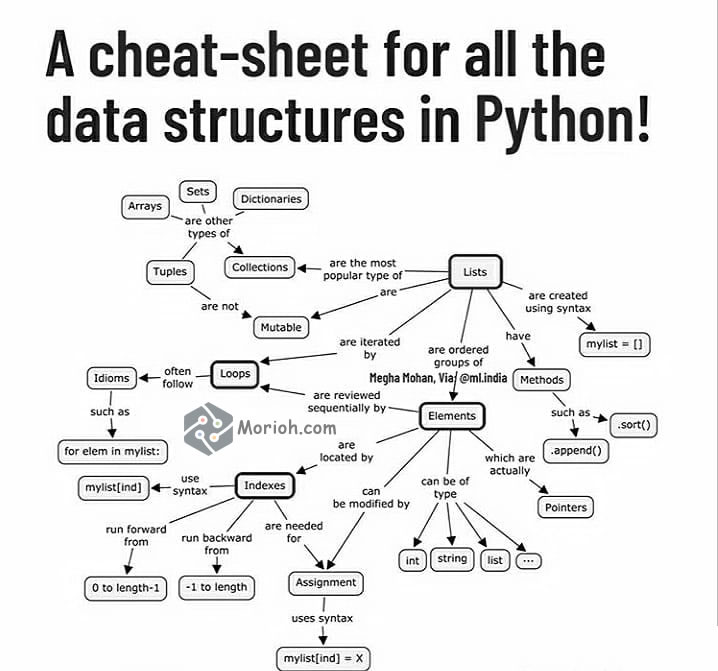 A cheat-sheet for all the
data structures in Python!
Sets
Arrays
Dictionaries
are other
types of
Tuples
Collections
are the most
popular type of
Lists
are not
are
Mutable
are created
using syntax
mylist = []
are iterated
by
are ordered
groups of
have
Megha Mohan, Via: @ml.india
Methods
Idioms
often
follow
Loops
are reviewed
sequentially by
Elements
such as
.sort()
.append()
such as
for elem in mylist:
Morioh.com
are
located by
which are
actually
Pointers
mylist[ind]
use
syntax
Indexes
can
be modified by
can be of
type
run forward
from
run backward
from
are needed
for
int
string
list
...
0 to length-1
-1 to length
Assignment
uses syntax
mylist[ind] = X